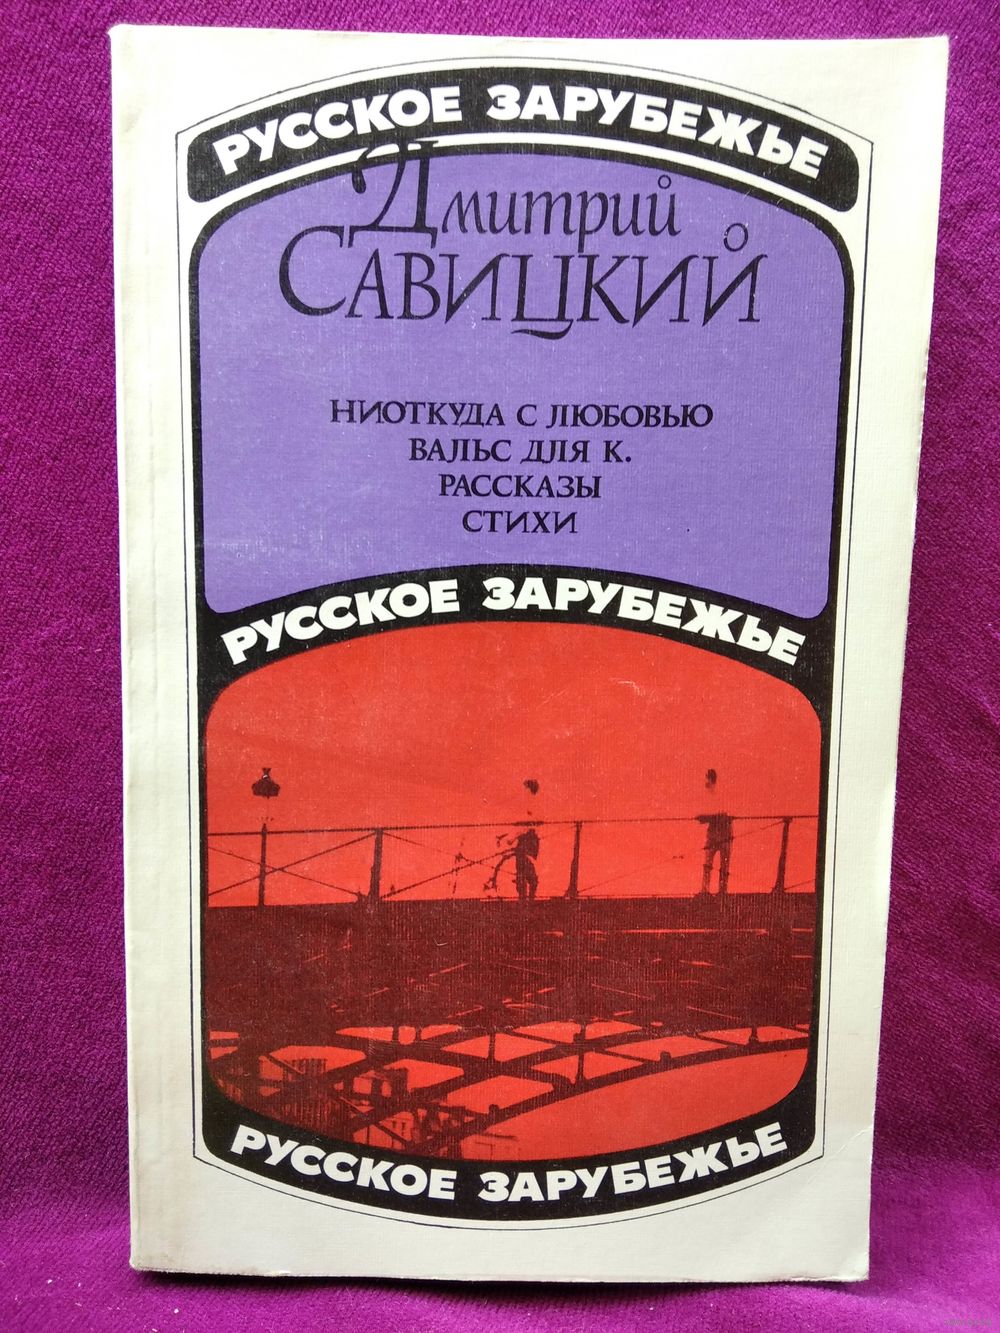 РУССКОЕ ЗАРУБЕЖЬЕ
Дмитрий
САВИЦКИЙ
НИОТКУДА С ЛЮБОВЬЮ
ВАЛЬС ДЛЯ К.
РАССКАЗЫ
СТИХИ
РУССКОЕ ЗАРУБЕЖЬЕ
РУССКОЕ ЗАРУБЕЖЬЕ